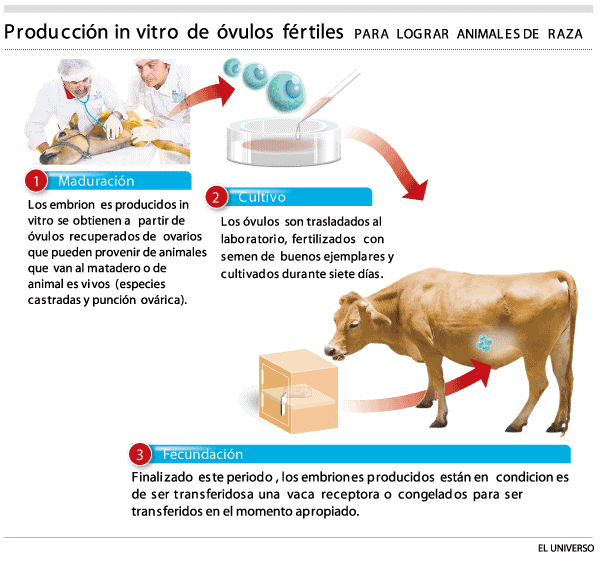 Producción in vitro de óvulos fértiles PARA LOGRAR ANIMALES DE RAZA
1 Maduración
Los embrion es producidos in
vitro se obtienen a partir de
óvulos recuperados de ovarios
que pueden provenir de animales
que van al matadero o de
animal es vivos (especies
castradas y punción ovárica).
2 Cultivo
Los óvulos son trasladados al
laboratorio, fertilizados con
semen de buenos ejemplares y
cultivados durante siete días.
3 Fecundación
Finalizado este periodo , los embriones producidos están en condicion es
de ser transferidosa una vaca receptora o congelados para ser
transferidos en el momento apropiado.
EL UNIVERSO